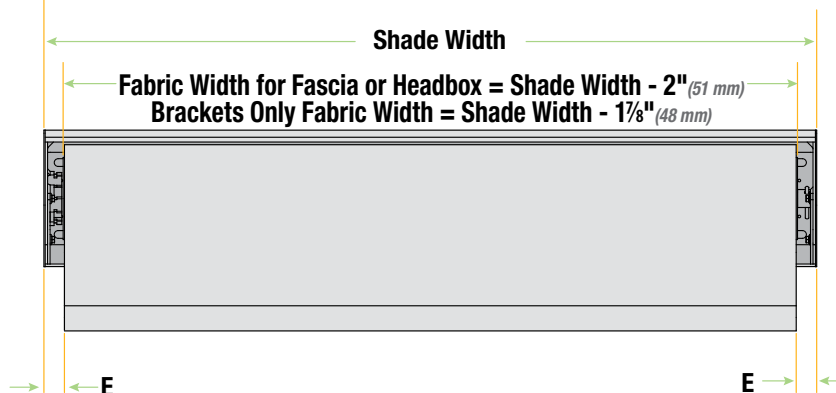 Shade Width
Fabric Width for Fascia or Headbox = Shade Width - 2" (51 mm)
Brackets Only Fabric Width = Shade Width - 1⅞" (48 mm)
E E